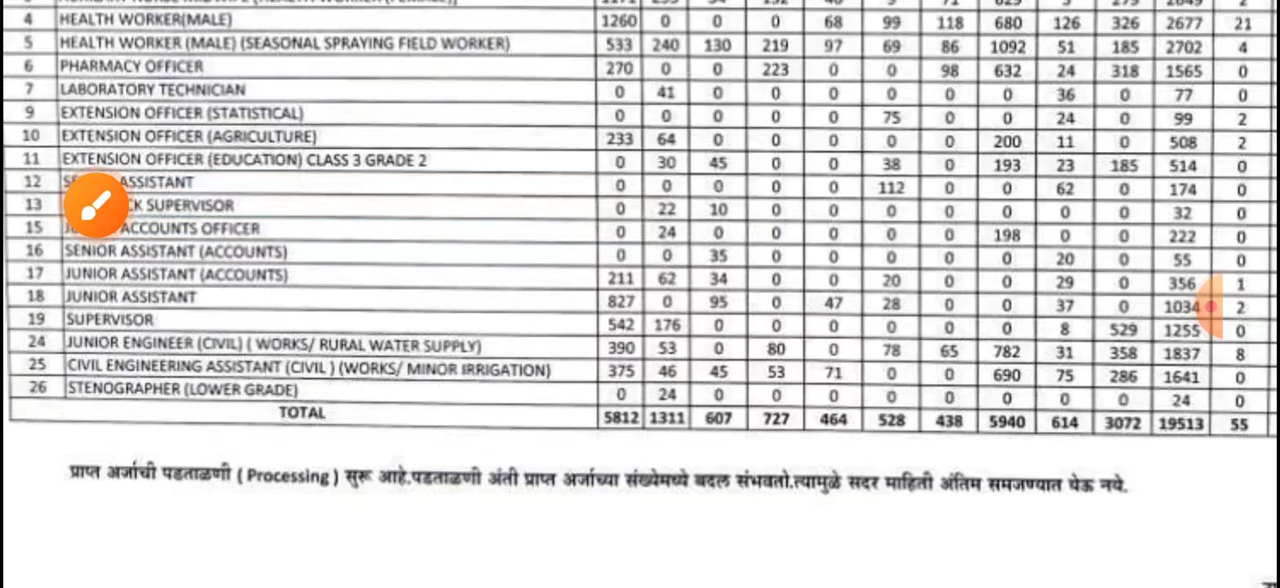 4 HEALTH WORKER(MALE) 1260 0 0 0 68 99 118 680 126 326 2677 21
5 HEALTH WORKER (MALE) (SEASONAL SPRAYING FIELD WORKER) 533 240 130 219 97 69 86 1092 51 185 2702 4
6 PHARMACY OFFICER 270 0 0 223 0 0 98 632 24 318 1565 0
7 LABORATORY TECHNICIAN 0 41 0 0 0 0 0 0 36 0 77 0
9 EXTENSION OFFICER (STATISTICAL) 0 0 0 0 0 75 0 0 24 0 99 2
10 EXTENSION OFFICER (AGRICULTURE) 233 64 0 0 0 0 0 200 11 0 508 2
11 EXTENSION OFFICER (EDUCATION) CLASS 3 GRADE 2 0 30 45 0 0 38 0 193 23 185 514 0
12 ASSISTANT 0 0 0 0 0 112 0 0 62 0 174 0
13 SUPERVISOR 0 22 10 0 0 0 0 0 0 0 32 0
15 ACCOUNTS OFFICER 0 24 0 0 0 0 0 198 0 0 222 0
16 SENIOR ASSISTANT (ACCOUNTS) 0 0 35 0 0 0 0 0 20 0 55 0
17 JUNIOR ASSISTANT (ACCOUNTS) 211 62 34 0 0 20 0 0 29 0 356 1
18 JUNIOR ASSISTANT 827 0 95 0 47 28 0 0 37 0 1034 2
19 SUPERVISOR 542 176 0 0 0 0 0 0 8 529 1255 0
24 JUNIOR ENGINEER (CIVIL) ( WORKS/ RURAL WATER SUPPLY) 390 53 0 80 0 78 65 782 31 358 1837 8
25 CIVIL ENGINEERING ASSISTANT (CIVIL ) (WORKS/ MINOR IRRIGATION) 375 46 45 53 71 0 0 690 75 286 1641 0
26 STENOGRAPHER (LOWER GRADE) 0 24 0 0 0 0 0 0 0 0 24 0
TOTAL 5812 1311 607 727 464 528 438 5940 614 3072 19513 55
प्राप्त अर्जाची पडताळणी ( Processing ) सुरू आहे.पडताळणी अंती प्राप्त अर्जाच्या संख्येमध्ये बदल संभवतो.त्यामुळे सदर माहिती अंतिम समजण्यात येऊ नये.